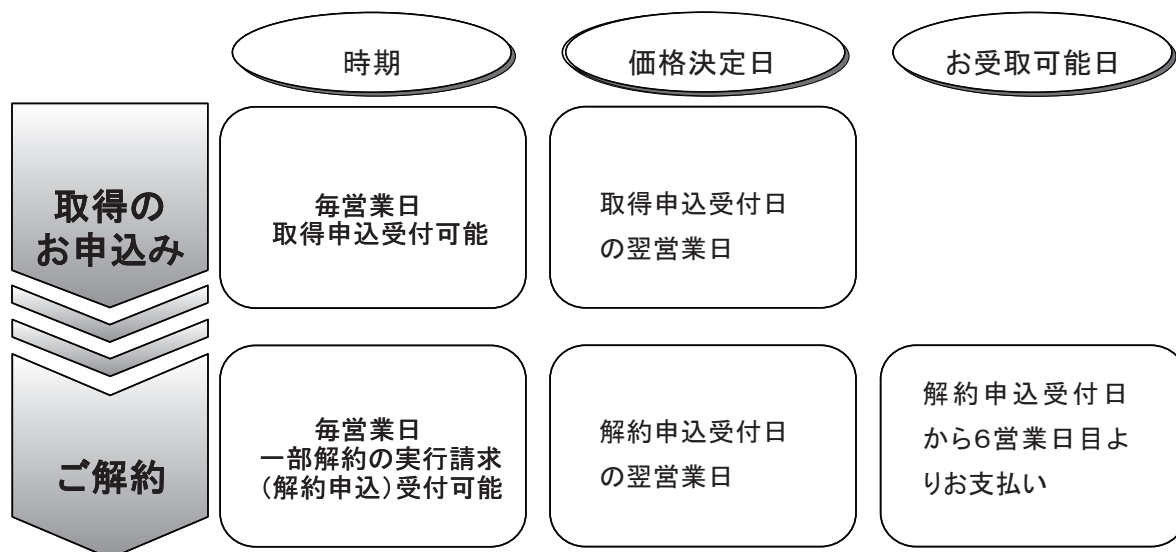 時期
価格決定日
お受取可能日
取得の
お申込み
毎営業日
取得申込受付可能
取得申込受付日
の翌営業日
ご解約
毎営業日
一部解約の実行請求
（解約申込）受付可能
解約申込受付日
の翌営業日
解約申込受付日
から６営業日目よ
りお支払い